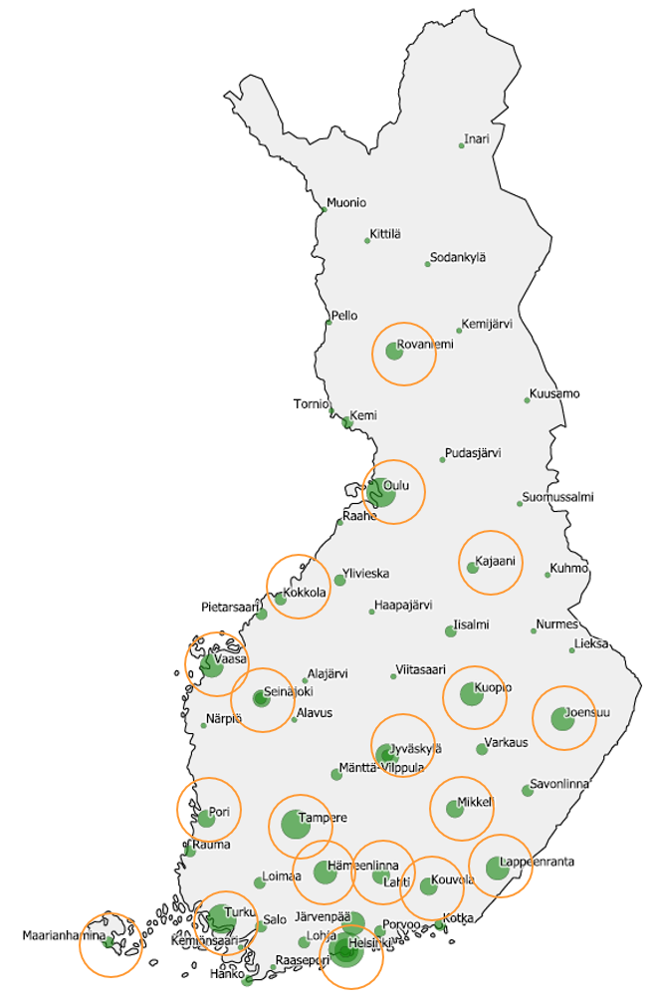 Inari
Muonio
Kittilä
Sodankylä
Pello
Kemijärvi
Rovaniemi
Kuusamo
Tornio
Kemi
Pudasjärvi
Oulu
Suomussalmi
Raahe
Kajaani
Kuhmo
Ylivieska
Kokkola
Pietarsaari
Haapajärvi
Iisalmi
Nurmes
Lieksa
Vaasa
Alajärvi
Viitasaari
Seinäjoki
Kuopio
Joensuu
Närpiö
Alavus
Jyväskylä
Varkaus
Mänttä-Vilppula
Savonlinna
Mikkeli
Pori
Tampere
Rauma
Hämeenlinna
Lappeenranta
Loimaa
Lahti
Kouvola
Turku
Salo
Järvenpää
Porvoo
Kotka
Maarianhamina
Kemiönsaari
Lohja
Helsinki
Raasepori
Hanko